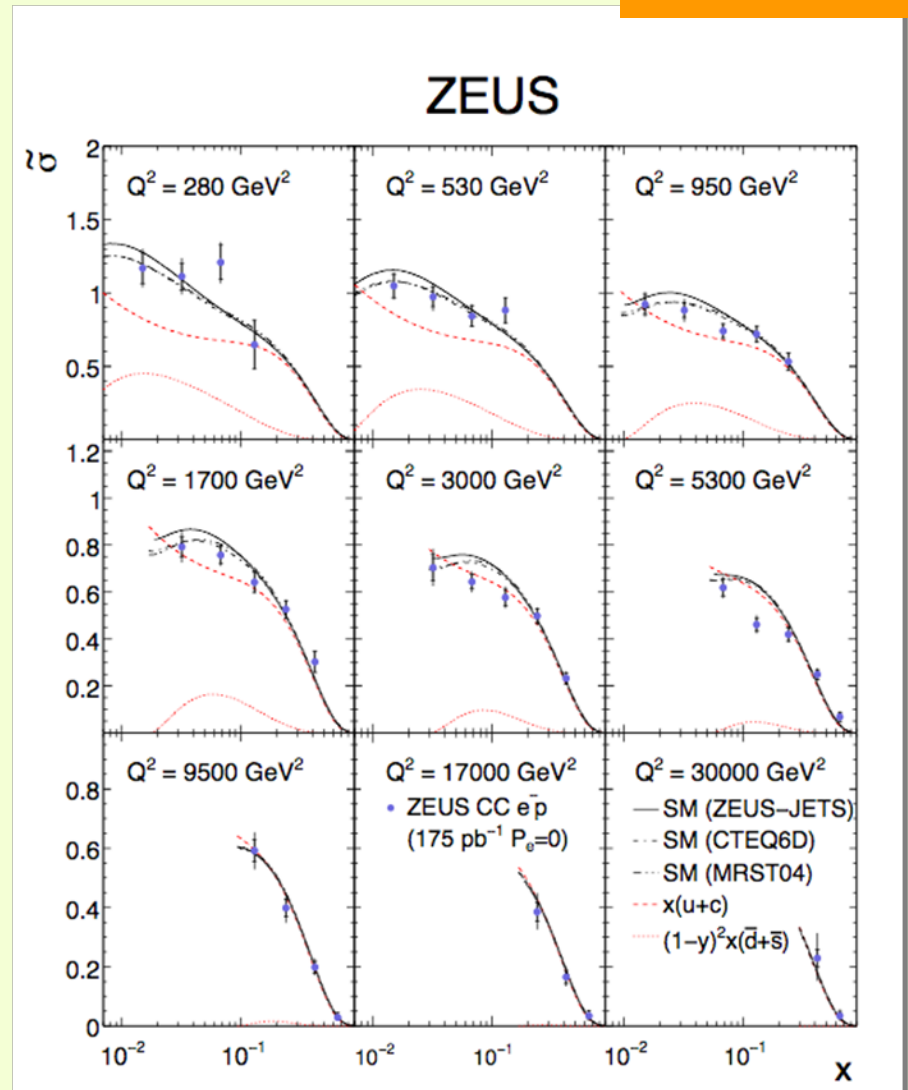 ZEUS
σ̃
2
1.5
1
0.5
Q² = 280 GeV²
Q² = 530 GeV²
Q² = 950 GeV²
1.2
1
0.8
0.6
0.4
0.2
Q² = 1700 GeV²
Q² = 3000 GeV²
Q² = 5300 GeV²
0.8
0.6
0.4
0.2
0
Q² = 9500 GeV²
Q² = 17000 GeV²
ZEUS CC e⁻p
(175 pb⁻¹ Pₑ=0)
Q² = 30000 GeV²
SM (ZEUS–JETS)
SM (CTEQ6D)
SM (MRST04)
x(u+c)
(1–y)²x(d̄+s̄)
10⁻² 10⁻¹ 10⁻² 10⁻¹ 10⁻² 10⁻¹
x